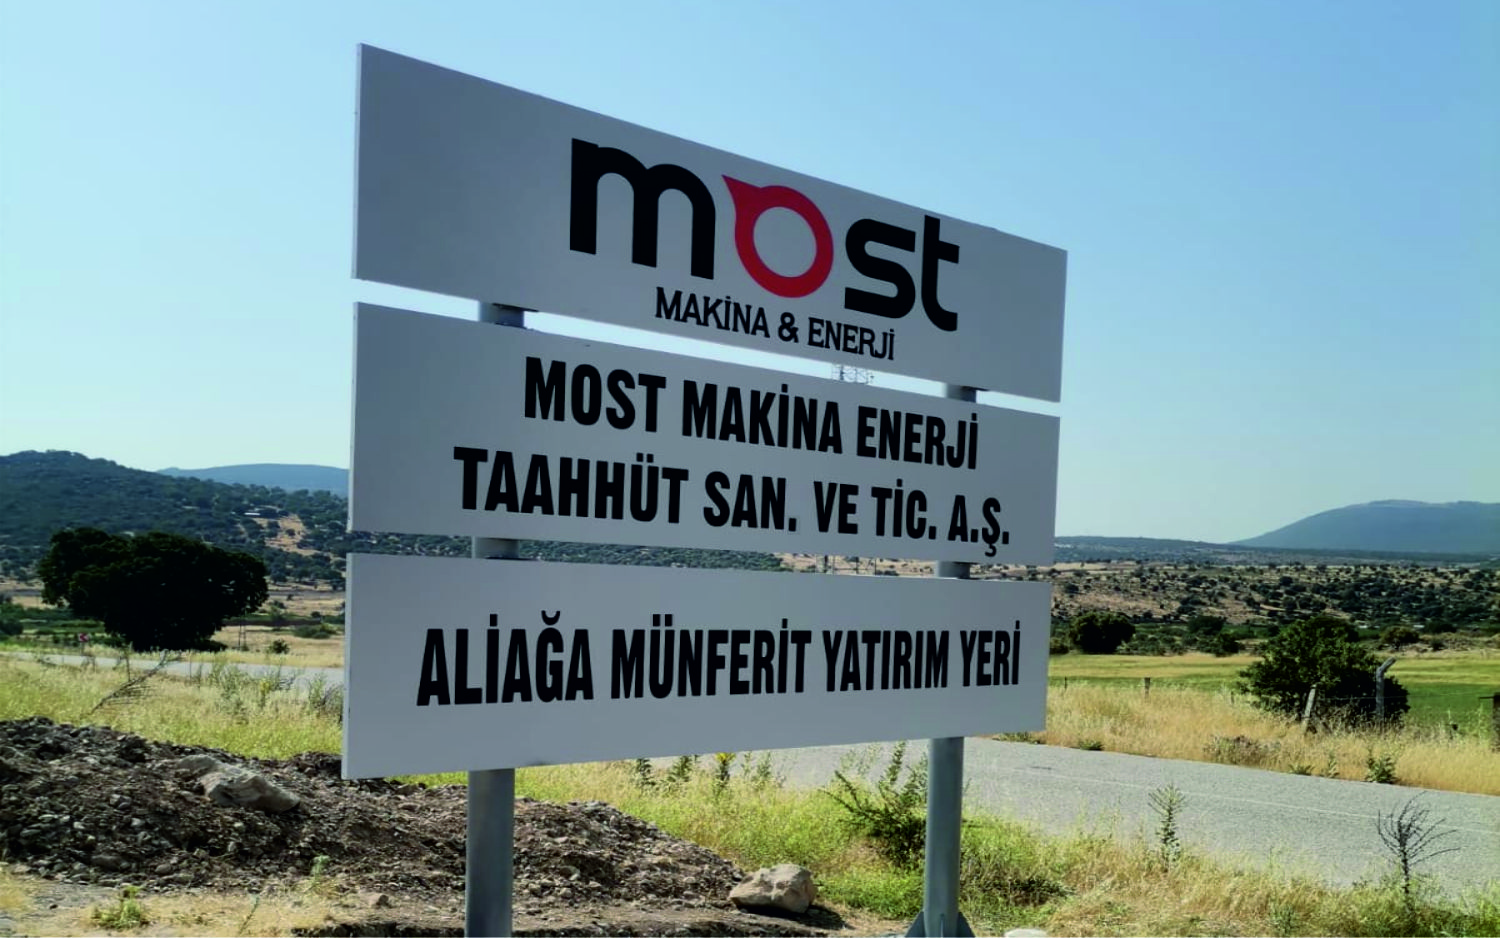 most
MAKİNA & ENERJİ
MOST MAKİNA ENERJİ
TAAHHÜT SAN. VE TİC. A.Ş.
ALİAĞA MÜNFERİT YATIRIM YERİ